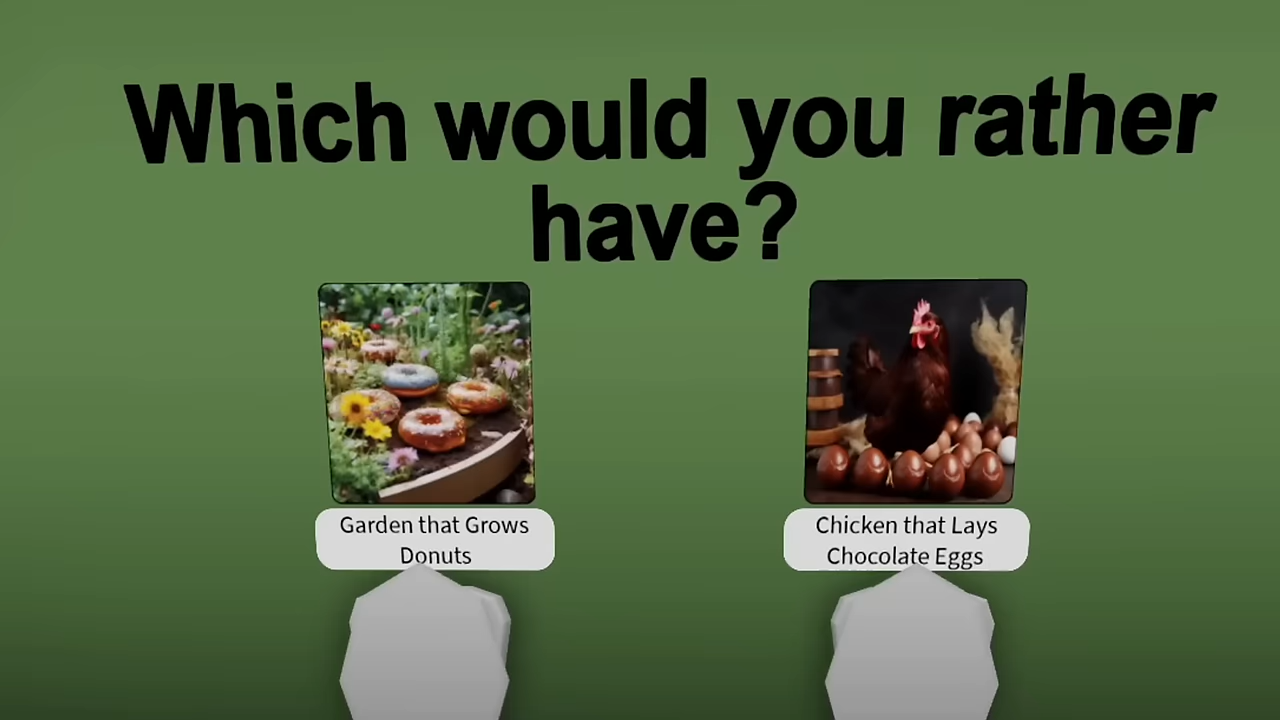 Which would you rather
have?
Garden that Grows
Donuts
Chicken that Lays
Chocolate Eggs